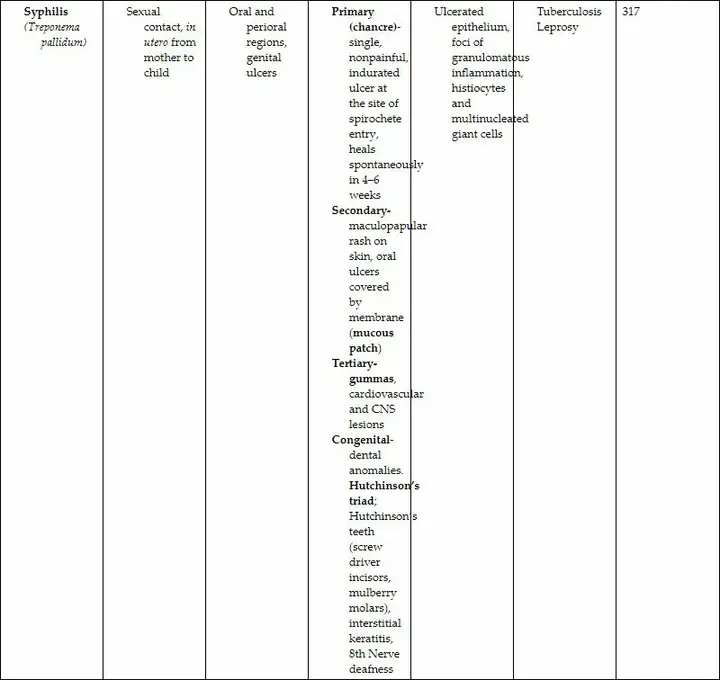 Syphilis
(Treponema
pallidum)
Sexual
contact, in
utero from
mother to
child
Oral and
perioral
regions,
genital
ulcers
Primary
(chancre)-
single,
nonpainful,
indurated
ulcer at
the site of
spirochete
entry,
heals
spontaneously
in 4–6
weeks
Secondary-
maculopapular
rash on
skin, oral
ulcers
covered
by
membrane
(mucous
patch)
Tertiary-
gummas,
cardiovascular
and CNS
lesions
Congenital-
dental
anomalies.
Hutchinson's
triad;
Hutchinson's
teeth
(screw
driver
incisors,
mulberry
molars),
interstitial
keratitis,
8th Nerve
deafness
Ulcerated
epithelium,
foci of
granulomatous
inflammation,
histiocytes
and
multinucleated
giant cells
Tuberculosis
Leprosy
317